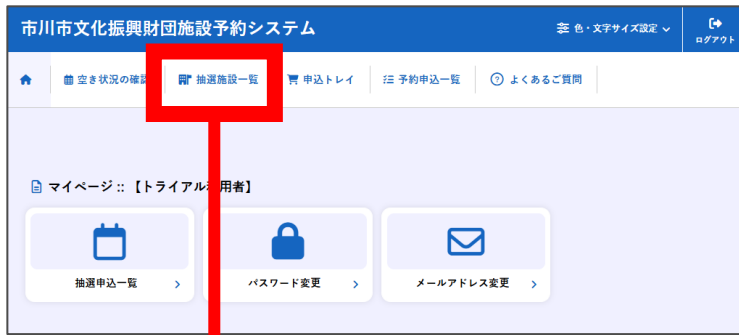 市川市文化振興財団施設予約システム
色・文字サイズ設定
ログアウト
空き状況の確認
抽選施設一覧
申込トレイ
予約申込一覧
よくあるご質問
マイページ :: 【トライアル利用者】
抽選申込一覧
パスワード変更
メールアドレス変更